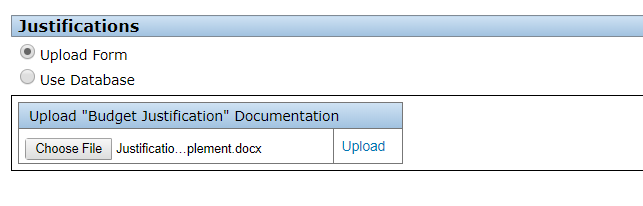 Justifications
Upload Form
Use Database
Upload "Budget Justification" Documentation
Choose File Justificatio…plement.docx Upload